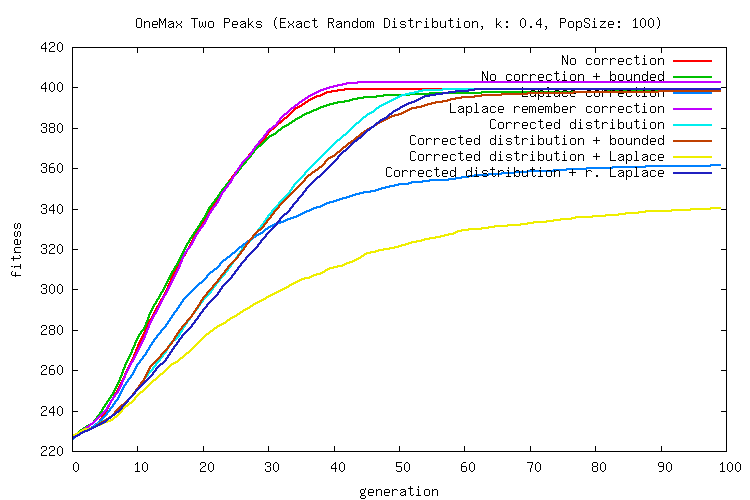 OneMax Two Peaks (Exact Random Distribution, k: 0.4, PopSize: 100)
420
400
380
360
340
320
300
280
260
240
220
fitness
No correction
No correction + bounded
Laplace correction
Laplace remember correction
Corrected distribution
Corrected distribution + bounded
Corrected distribution + Laplace
Corrected distribution + r. Laplace
0 10 20 30 40 50 60 70 80 90 100
generation